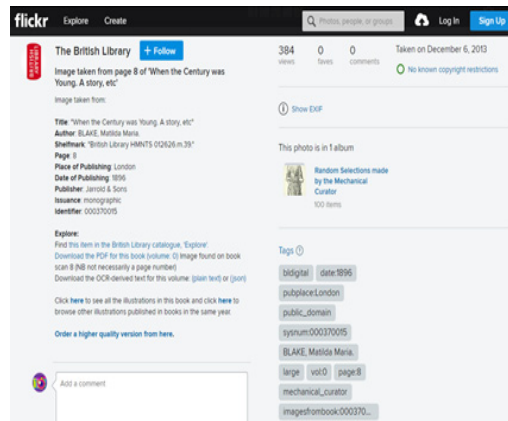 flickr Explore Create Photos, people, or groups Log In Sign Up
BRITISH LIBRARY
The British Library + Follow
Image taken from page 8 of 'When the Century was
Young. A story, etc'
Image taken from:
Title: "When the Century was Young. A story, etc"
Author: BLAKE, Matilda Maria.
Shelfmark: "British Library HMNTS 012626.m.39."
Page: 8
Place of Publishing: London
Date of Publishing: 1896
Publisher: Jarrold & Sons
Issuance: monographic
Identifier: 000370015
Explore:
Find this item in the British Library catalogue, 'Explore'.
Download the PDF for this book (volume: 0) Image found on book
scan 8 (NB not necessarily a page number)
Download the OCR-derived text for this volume: (plain text) or (json)
Click here to see all the illustrations in this book and click here to
browse other illustrations published in books in the same year.
Order a higher quality version from here.
Add a comment
384 0 0
views faves comments
Taken on December 6, 2013
No known copyright restrictions
Show EXIF
This photo is in 1 album
Random Selections made
by the Mechanical
Curator
100 items
Tags
bldigital date:1896
pubplace:London
public_domain
sysnum:000370015
BLAKE, Matilda Maria.
large vol:0 page:8
mechanical_curator
imagesfrombook:000370...